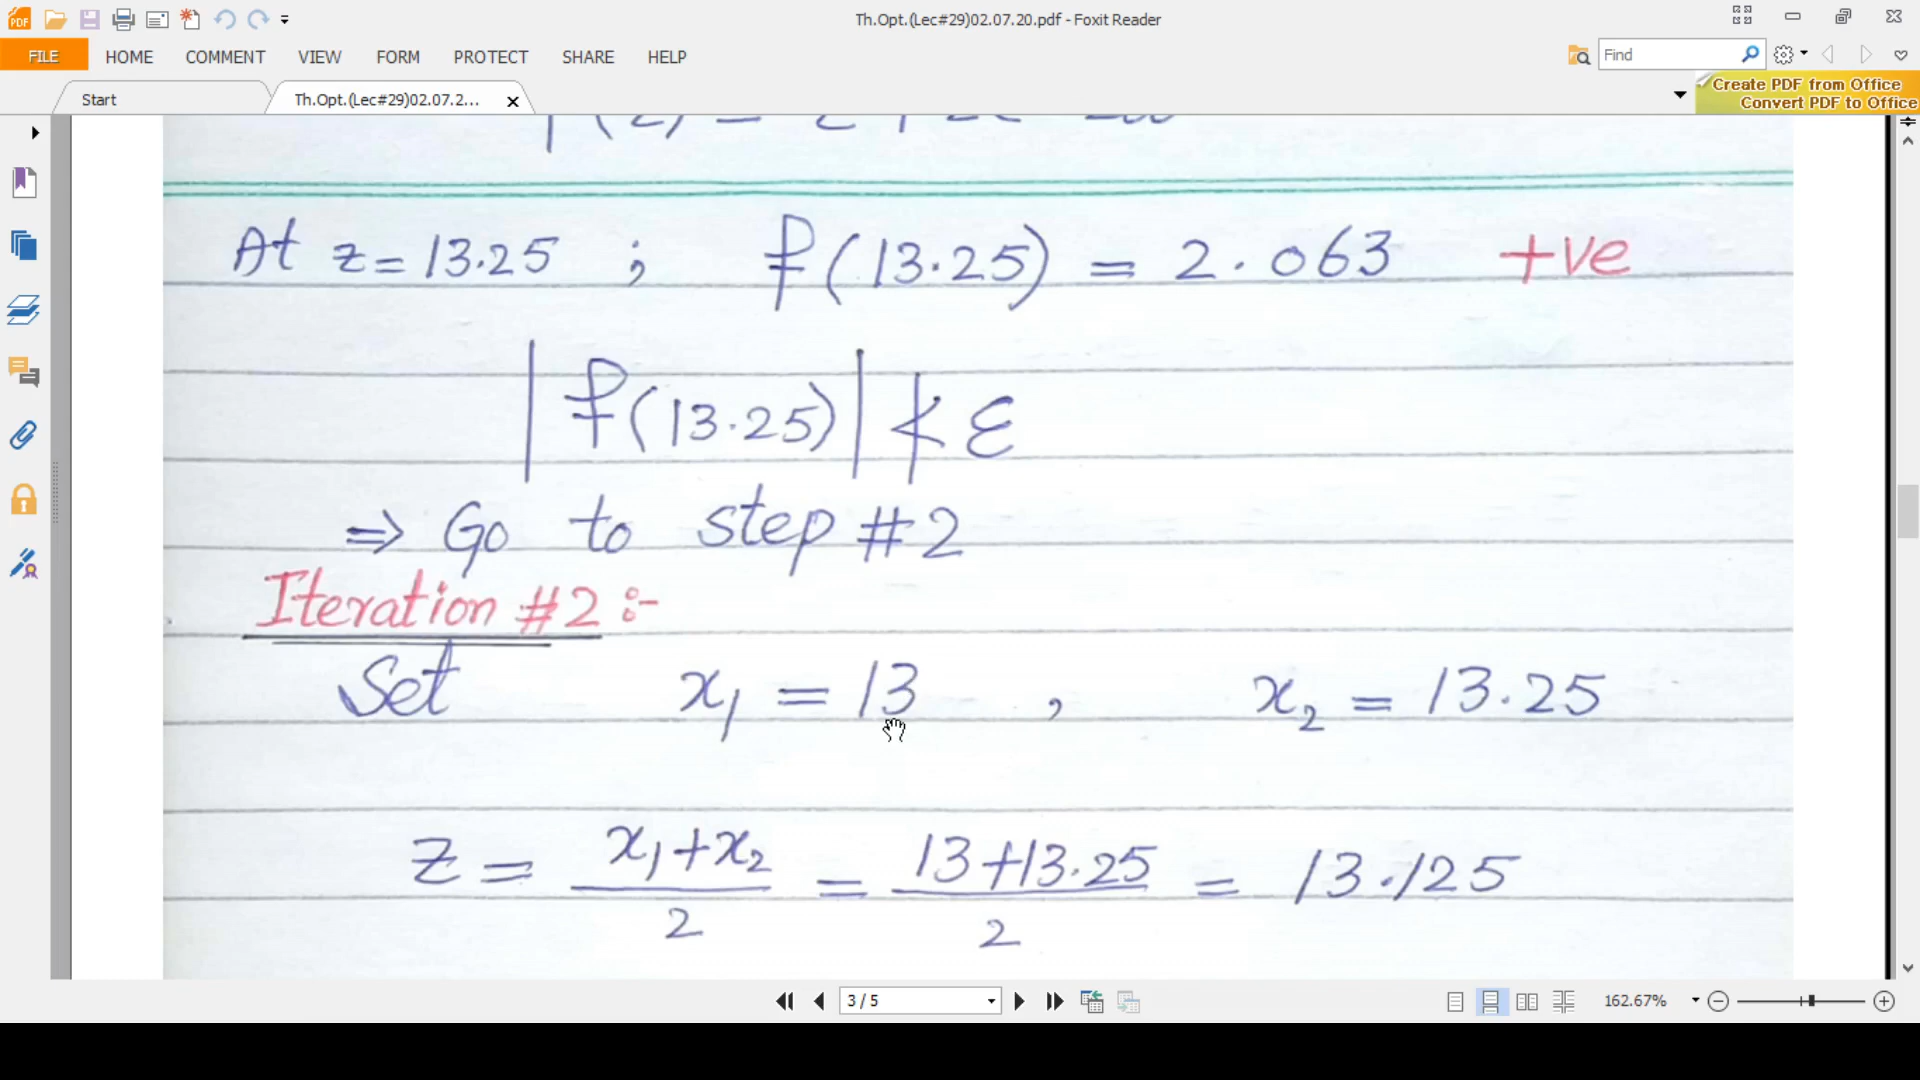 Th.Opt.(Lec#29)02.07.20.pdf - Foxit Reader
FILE HOME COMMENT VIEW FORM PROTECT SHARE HELP
Find
Create PDF from Office
Convert PDF to Office
Start Th.Opt.(Lec#29)02.07.2...
At z = 13.25 ; f(13.25) = 2.063 +ve
|f(13.25)| ≮ ε
⇒ Go to step #2
Iteration #2 :-
Set x₁ = 13 , x₂ = 13.25
z = (x₁+x₂)/2 = (13+13.25)/2 = 13.125
3 / 5
162.67%